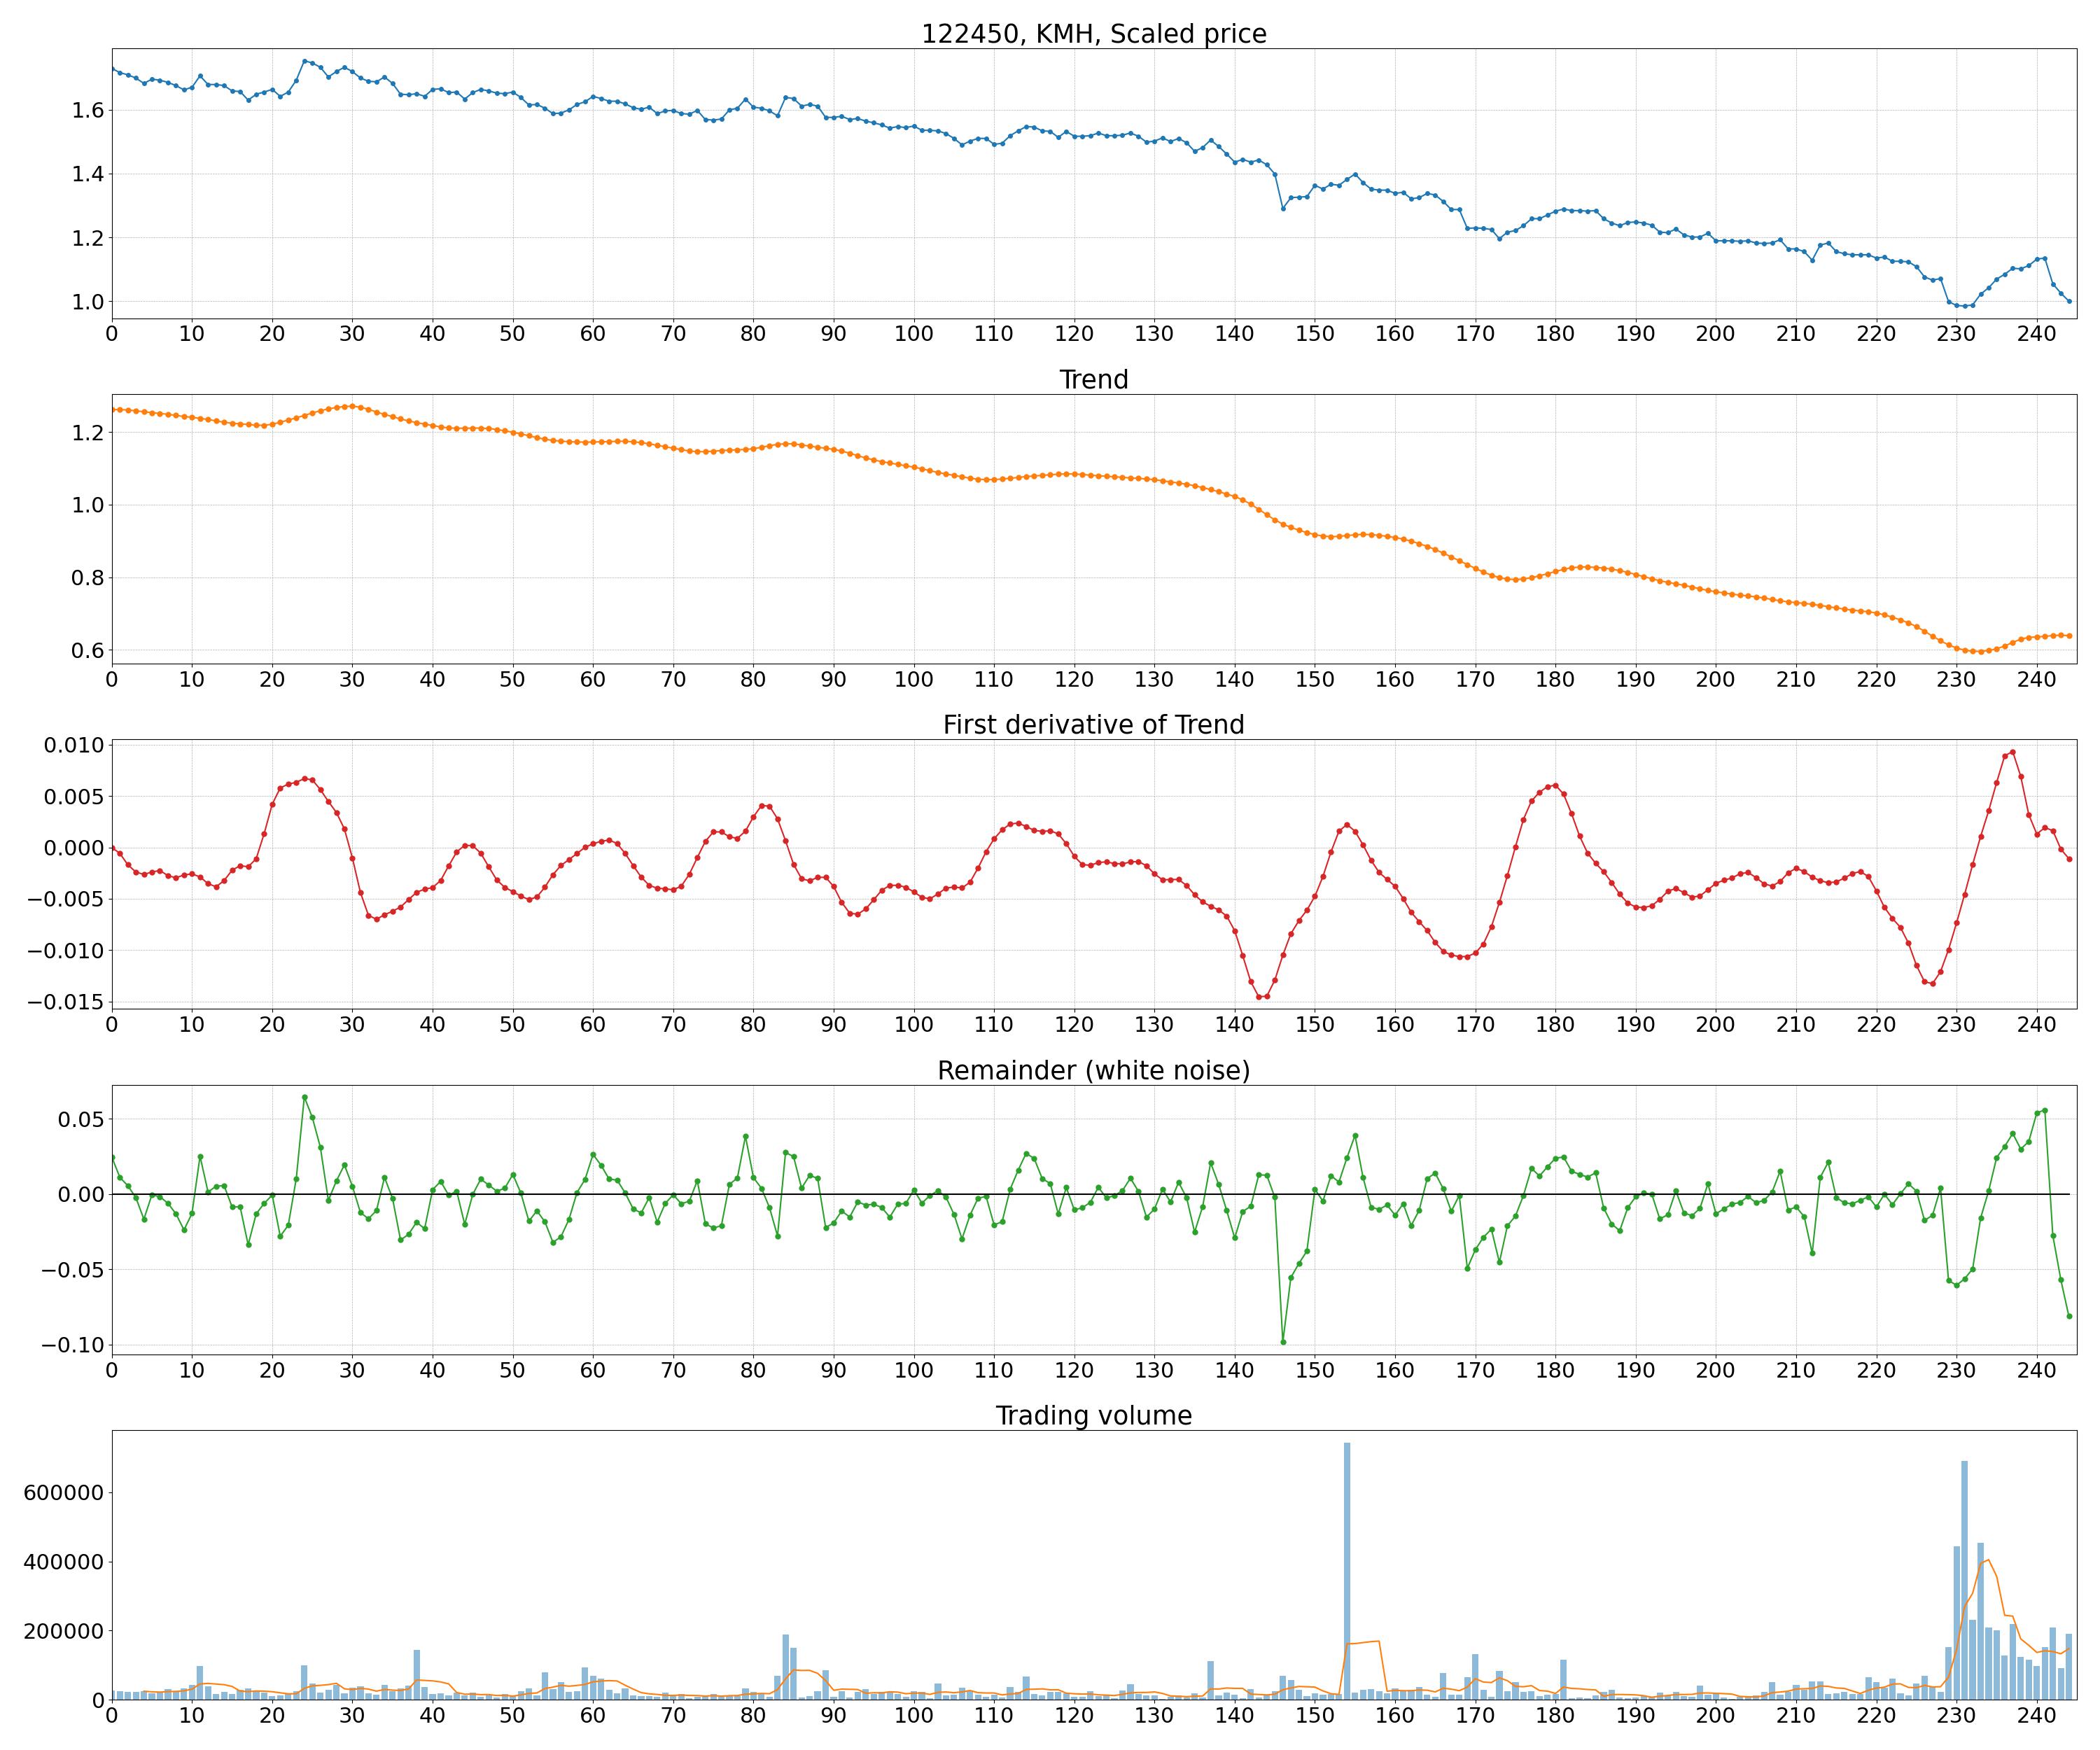 122450, KMH, Scaled price
1.6
1.4
1.2
1.0
0 10 20 30 40 50 60 70 80 90 100 110 120 130 140 150 160 170 180 190 200 210 220 230 240
Trend
1.2
1.0
0.8
0.6
0 10 20 30 40 50 60 70 80 90 100 110 120 130 140 150 160 170 180 190 200 210 220 230 240
First derivative of Trend
0.010
0.005
0.000
−0.005
−0.010
−0.015
0 10 20 30 40 50 60 70 80 90 100 110 120 130 140 150 160 170 180 190 200 210 220 230 240
Remainder (white noise)
0.05
0.00
−0.05
−0.10
0 10 20 30 40 50 60 70 80 90 100 110 120 130 140 150 160 170 180 190 200 210 220 230 240
Trading volume
600000
400000
200000
0
0 10 20 30 40 50 60 70 80 90 100 110 120 130 140 150 160 170 180 190 200 210 220 230 240